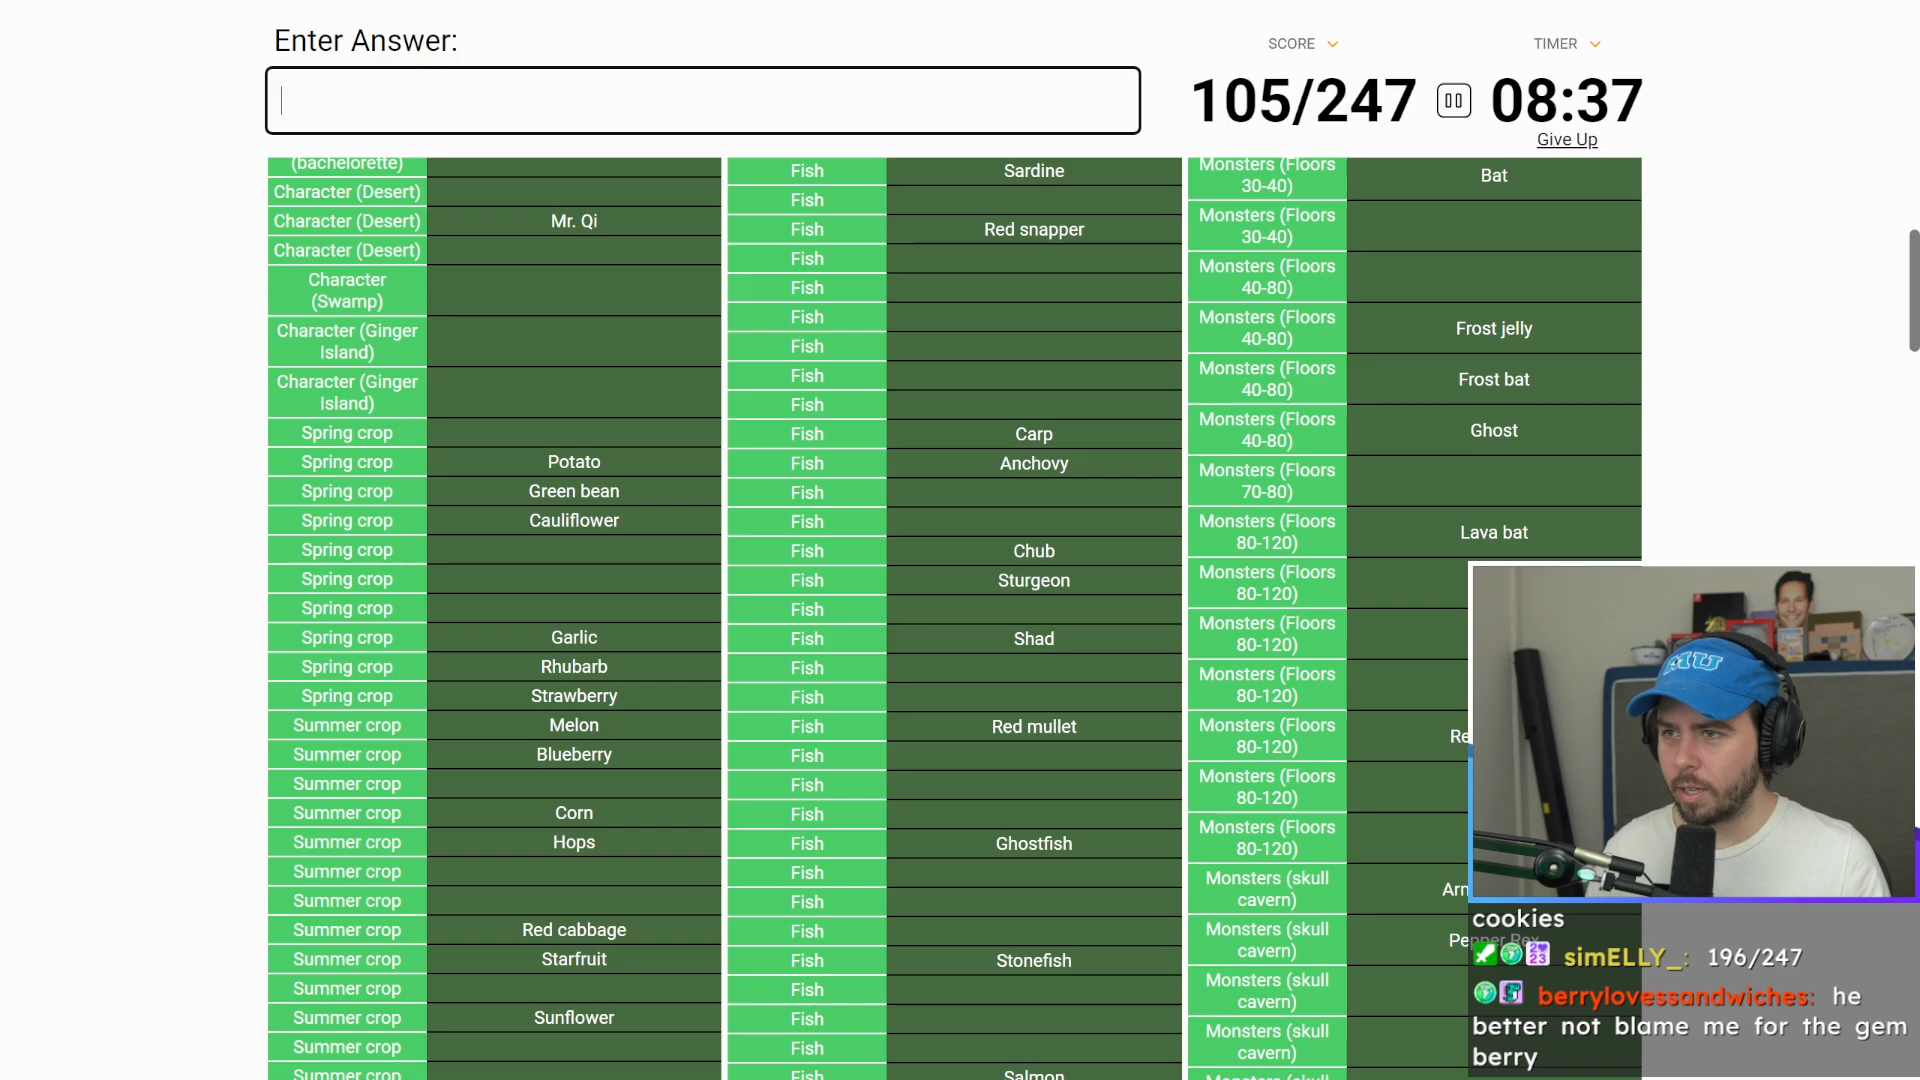 Enter Answer:
SCORE
TIMER
105/247
08:37
Give Up
(bachelorette)
Character (Desert)
Character (Desert) Mr. Qi
Character (Desert)
Character
(Swamp)
Character (Ginger
Island)
Character (Ginger
Island)
Spring crop
Spring crop Potato
Spring crop Green bean
Spring crop Cauliflower
Spring crop
Spring crop
Spring crop
Spring crop Garlic
Spring crop Rhubarb
Spring crop Strawberry
Summer crop Melon
Summer crop Blueberry
Summer crop
Summer crop Corn
Summer crop Hops
Summer crop
Summer crop
Summer crop Red cabbage
Summer crop Starfruit
Summer crop
Summer crop Sunflower
Summer crop
Summer crop
Fish Sardine
Fish
Fish Red snapper
Fish
Fish
Fish
Fish
Fish
Fish
Fish Carp
Fish Anchovy
Fish
Fish
Fish Chub
Fish Sturgeon
Fish
Fish Shad
Fish
Fish
Fish Red mullet
Fish
Fish
Fish
Fish Ghostfish
Fish
Fish
Fish
Fish Stonefish
Fish
Fish
Fish
Fish Salmon
Monsters (Floors
30-40) Bat
Monsters (Floors
30-40)
Monsters (Floors
40-80)
Monsters (Floors
40-80) Frost jelly
Monsters (Floors
40-80) Frost bat
Monsters (Floors
40-80) Ghost
Monsters (Floors
70-80)
Monsters (Floors
80-120) Lava bat
Monsters (Floors
80-120)
Monsters (Floors
80-120)
Monsters (Floors
80-120)
Monsters (Floors
80-120) Re
Monsters (Floors
80-120)
Monsters (Floors
80-120)
Monsters (skull
cavern) Arm
Monsters (skull
cavern) Pepper Rex
Monsters (skull
cavern)
Monsters (skull
cavern)
Monsters (skull
MU
cookies
simELLY_: 196/247
berrylovessandwiches: he
better not blame me for the gem
berry